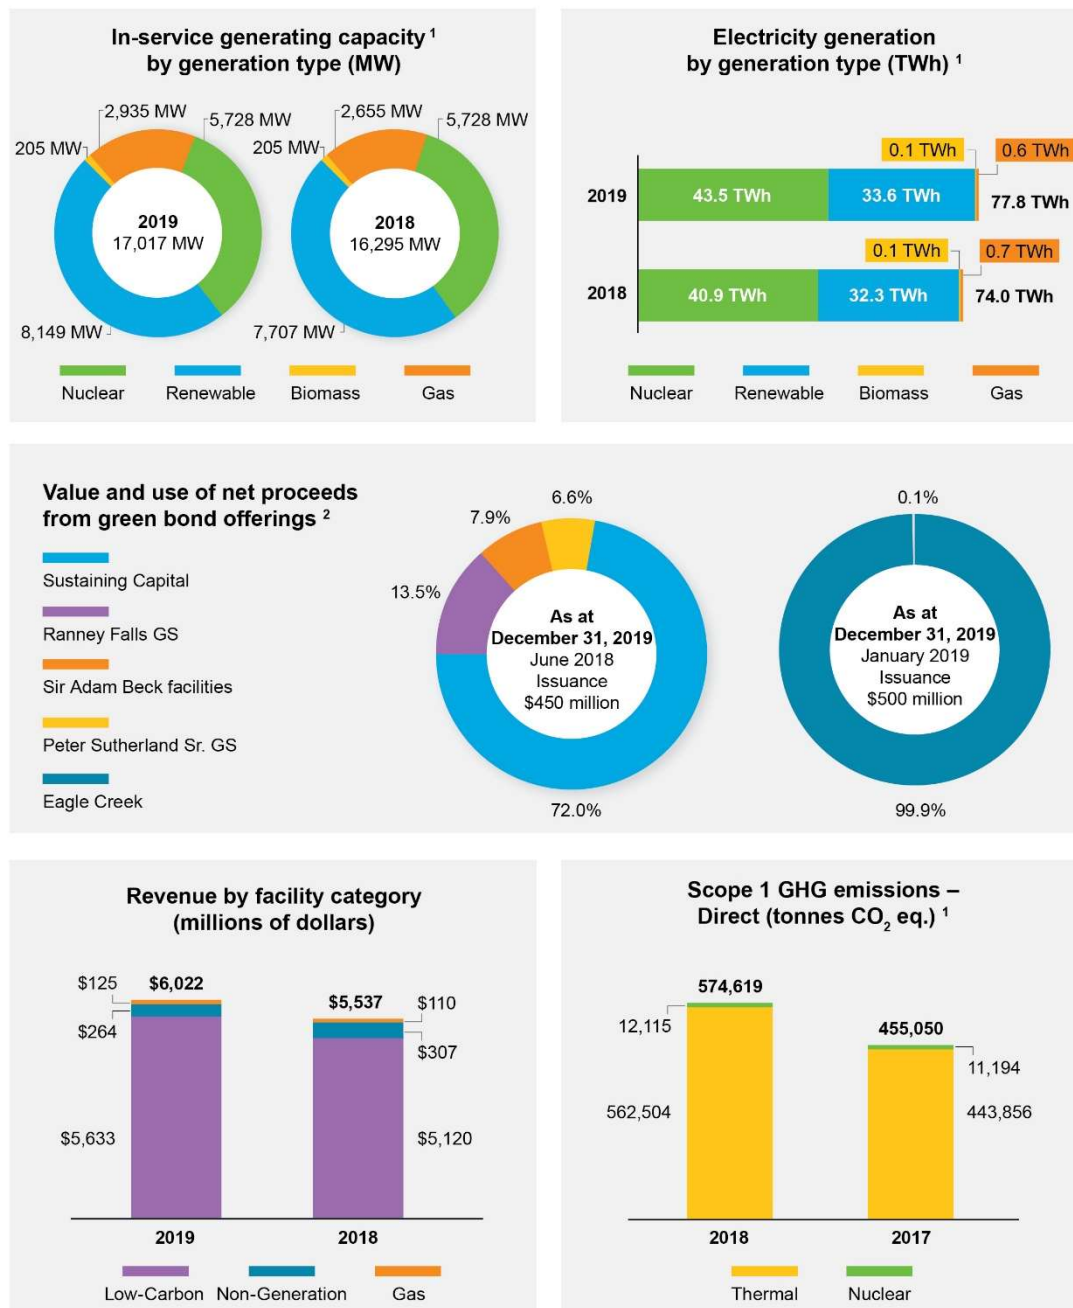 In-service generating capacity 1
by generation type (MW)
2,935 MW
5,728 MW
205 MW
2019
17,017 MW
8,149 MW
2,655 MW
5,728 MW
205 MW
2018
16,295 MW
7,707 MW
Nuclear
Renewable
Biomass
Gas
Electricity generation
by generation type (TWh) 1
0.1 TWh
0.6 TWh
2019
43.5 TWh
33.6 TWh
77.8 TWh
0.1 TWh
0.7 TWh
2018
40.9 TWh
32.3 TWh
74.0 TWh
Nuclear
Renewable
Biomass
Gas
Value and use of net proceeds
from green bond offerings 2
Sustaining Capital
Ranney Falls GS
Sir Adam Beck facilities
Peter Sutherland Sr. GS
Eagle Creek
6.6%
7.9%
13.5%
As at
December 31, 2019
June 2018
Issuance
$450 million
72.0%
0.1%
As at
December 31, 2019
January 2019
Issuance
$500 million
99.9%
Revenue by facility category
(millions of dollars)
$125
$6,022
$264
$5,633
$5,537
$110
$307
$5,120
2019
2018
Low-Carbon
Non-Generation
Gas
Scope 1 GHG emissions –
Direct (tonnes CO2 eq.) 1
574,619
12,115
562,504
455,050
11,194
443,856
2018
2017
Thermal
Nuclear